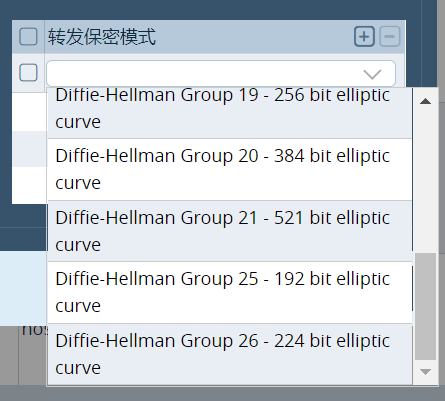 转发保密模式
Diffie-Hellman Group 19 - 256 bit elliptic
curve
Diffie-Hellman Group 20 - 384 bit elliptic
curve
Diffie-Hellman Group 21 - 521 bit elliptic
curve
Diffie-Hellman Group 25 - 192 bit elliptic
curve
Diffie-Hellman Group 26 - 224 bit elliptic
curve